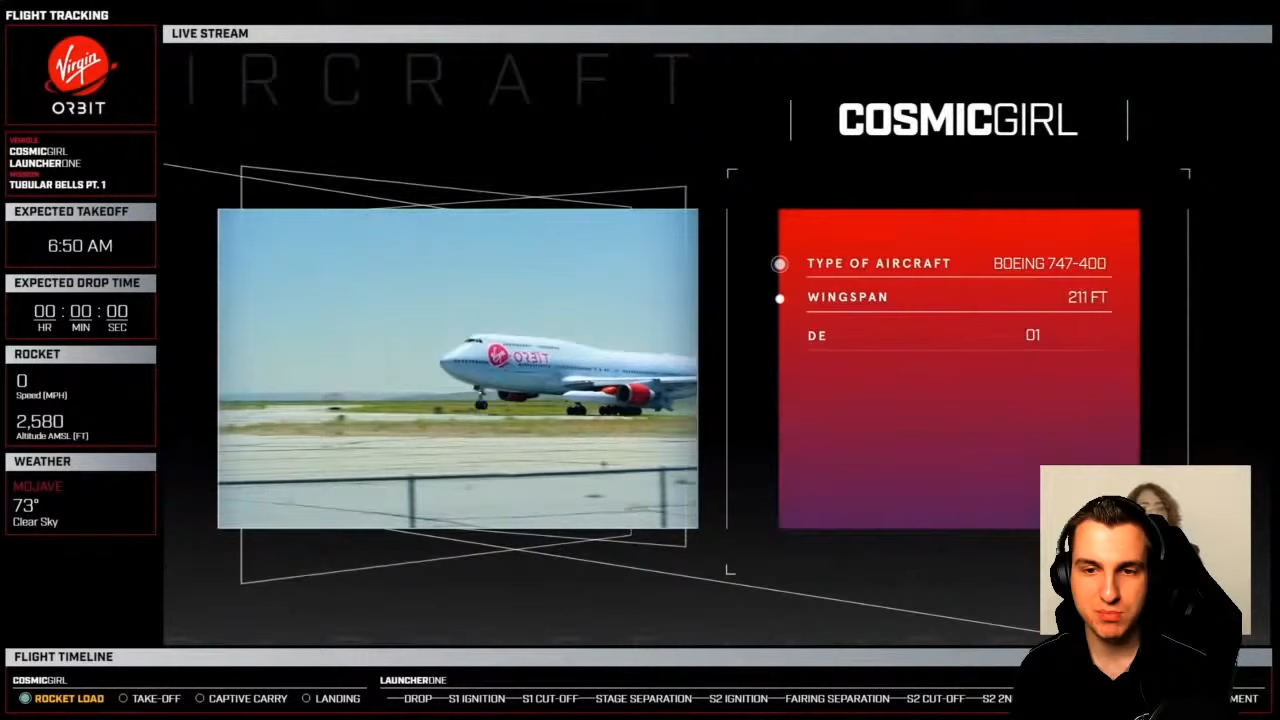 FLIGHT TRACKING
Virgin
ORBIT
VEHICLE
COSMICGIRL
LAUNCHERONE
MISSION
TUBULAR BELLS PT. 1
EXPECTED TAKEOFF
6:50 AM
EXPECTED DROP TIME
00 : 00 : 00
HR MIN SEC
ROCKET
0
Speed (MPH)
2,580
Altitude AMSL (FT)
WEATHER
MOJAVE
73°
Clear Sky
LIVE STREAM
IRCRAFT
COSMICGIRL
Virgin ORBIT
TYPE OF AIRCRAFT BOEING 747-400
WINGSPAN 211 FT
DE 01
FLIGHT TIMELINE
COSMICGIRL
ROCKET LOAD TAKE-OFF CAPTIVE CARRY LANDING
LAUNCHERONE
DROP S1 IGNITION S1 CUT-OFF STAGE SEPARATION S2 IGNITION FAIRING SEPARATION S2 CUT-OFF S2 2N MENT